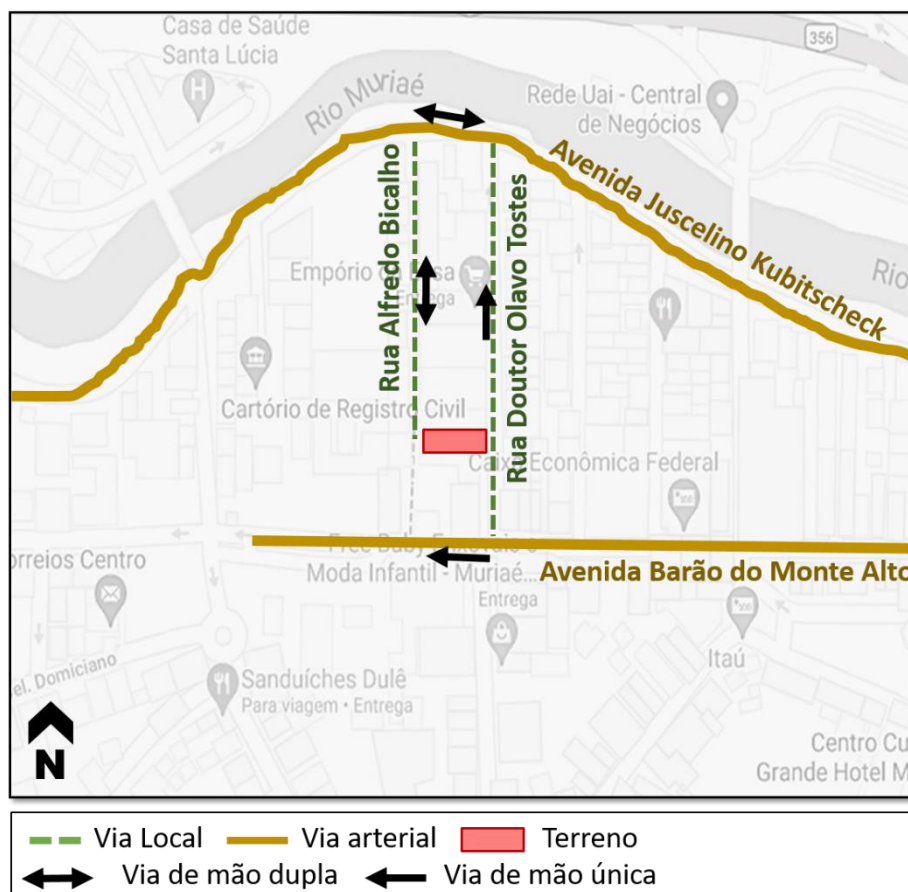 Casa de Saúde
Santa Lúcia
356
Rio Muriaé
Rede Uai - Central
de Negócios
Avenida Juscelino Kubitscheck
Rio
Rua Alfredo Bicalho
Rua Doutor Olavo Tostes
Empório da
Entrega
Cartório de Registro Civil
Caixa Econômica Federal
orreios Centro
Free Baby
Moda Infantil - Muriaé...
Entrega
Avenida Barão do Monte Alto
Itaú
el. Domiciano
Sanduíches Dulê
Para viagem • Entrega
N
Centro Cu
Grande Hotel M
Via Local
Via arterial
Terreno
Via de mão dupla
Via de mão única